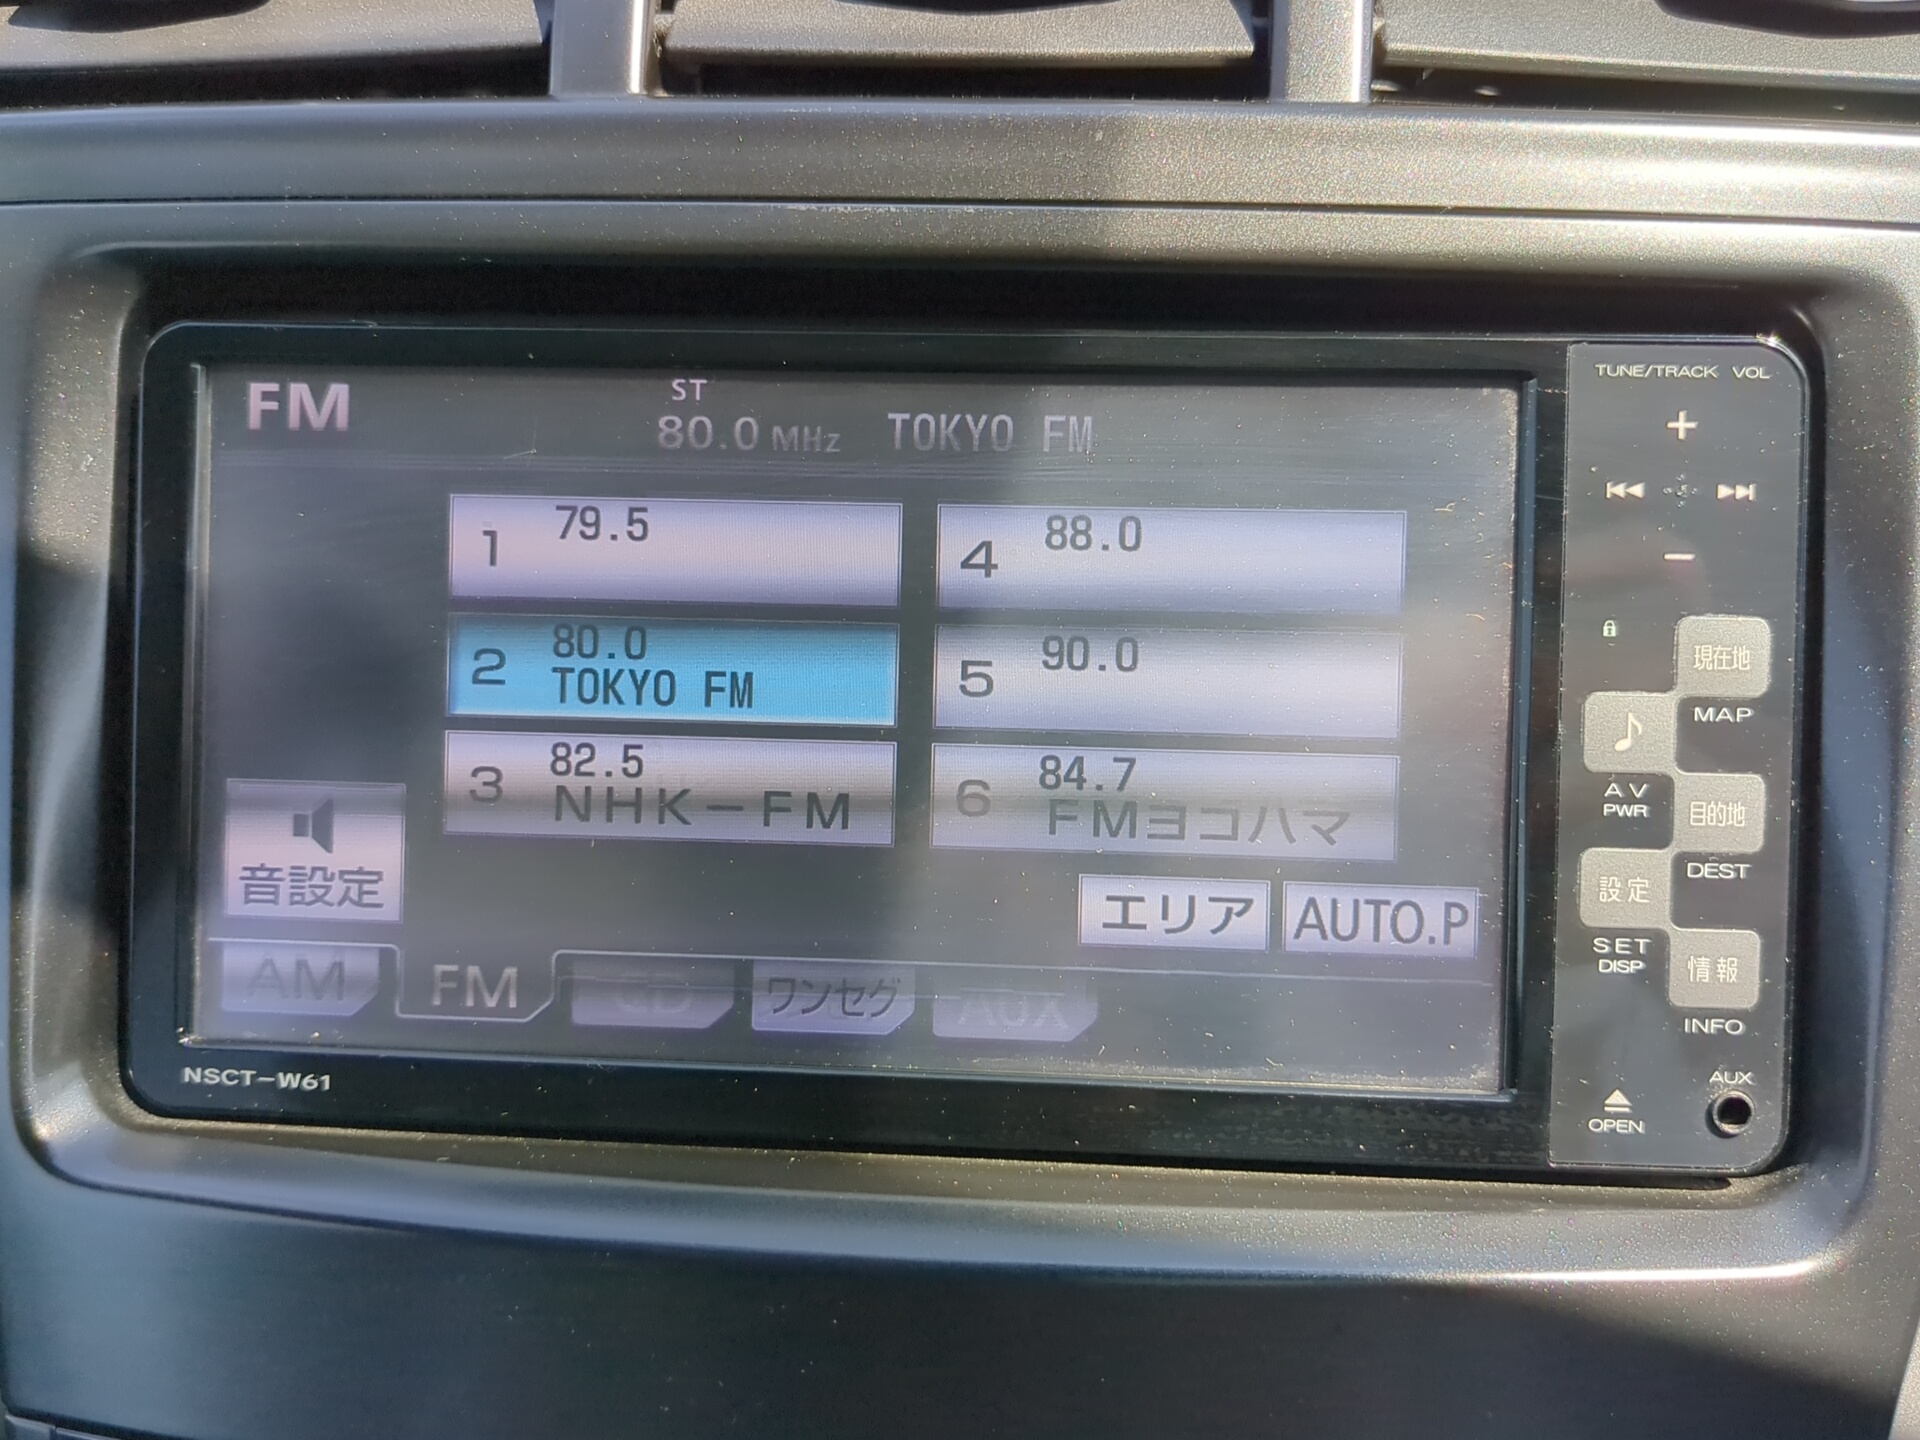 FM
ST
80.0 MHz TOKYO FM
1 79.5
4 88.0
2 80.0
TOKYO FM
5 90.0
3 82.5
NHK-FM
6 84.7
FMヨコハマ
音設定
エリア AUTO.P
AM FM CD ワンセグ AUX
NSCT-W61
TUNE/TRACK VOL
+
−
現在地
MAP
AV
PWR
目的地
DEST
設定
SET
DISP
情報
INFO
AUX
OPEN